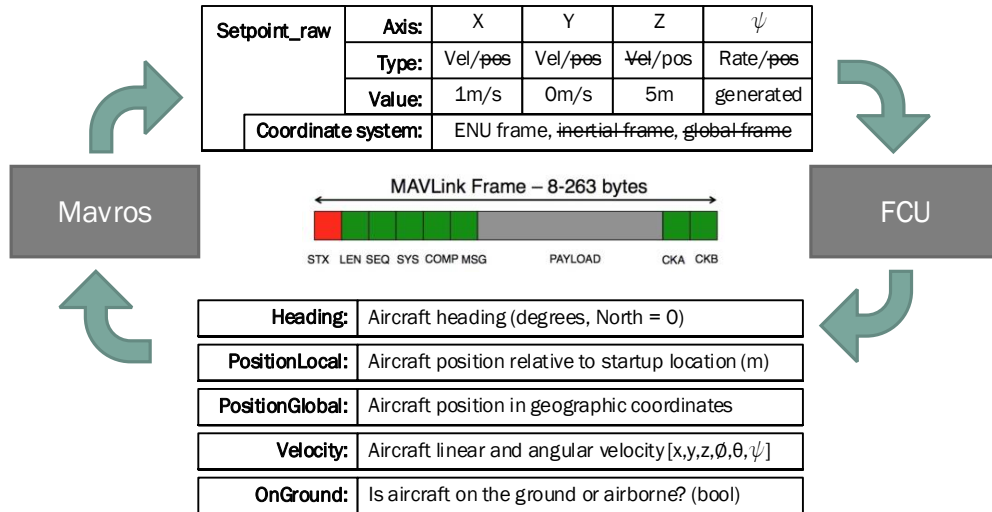 Setpoint_raw Axis: X Y Z ψ
Type: Vel/pos Vel/pos Vel/pos Rate/pos
Value: 1m/s 0m/s 5m generated
Coordinate system: ENU frame, inertial frame, global frame
Mavros
MAVLink Frame – 8-263 bytes
STX LEN SEQ SYS COMP MSG PAYLOAD CKA CKB
FCU
Heading: Aircraft heading (degrees, North = 0)
PositionLocal: Aircraft position relative to startup location (m)
PositionGlobal: Aircraft position in geographic coordinates
Velocity: Aircraft linear and angular velocity [x,y,z,Ø,θ,ψ]
OnGround: Is aircraft on the ground or airborne? (bool)